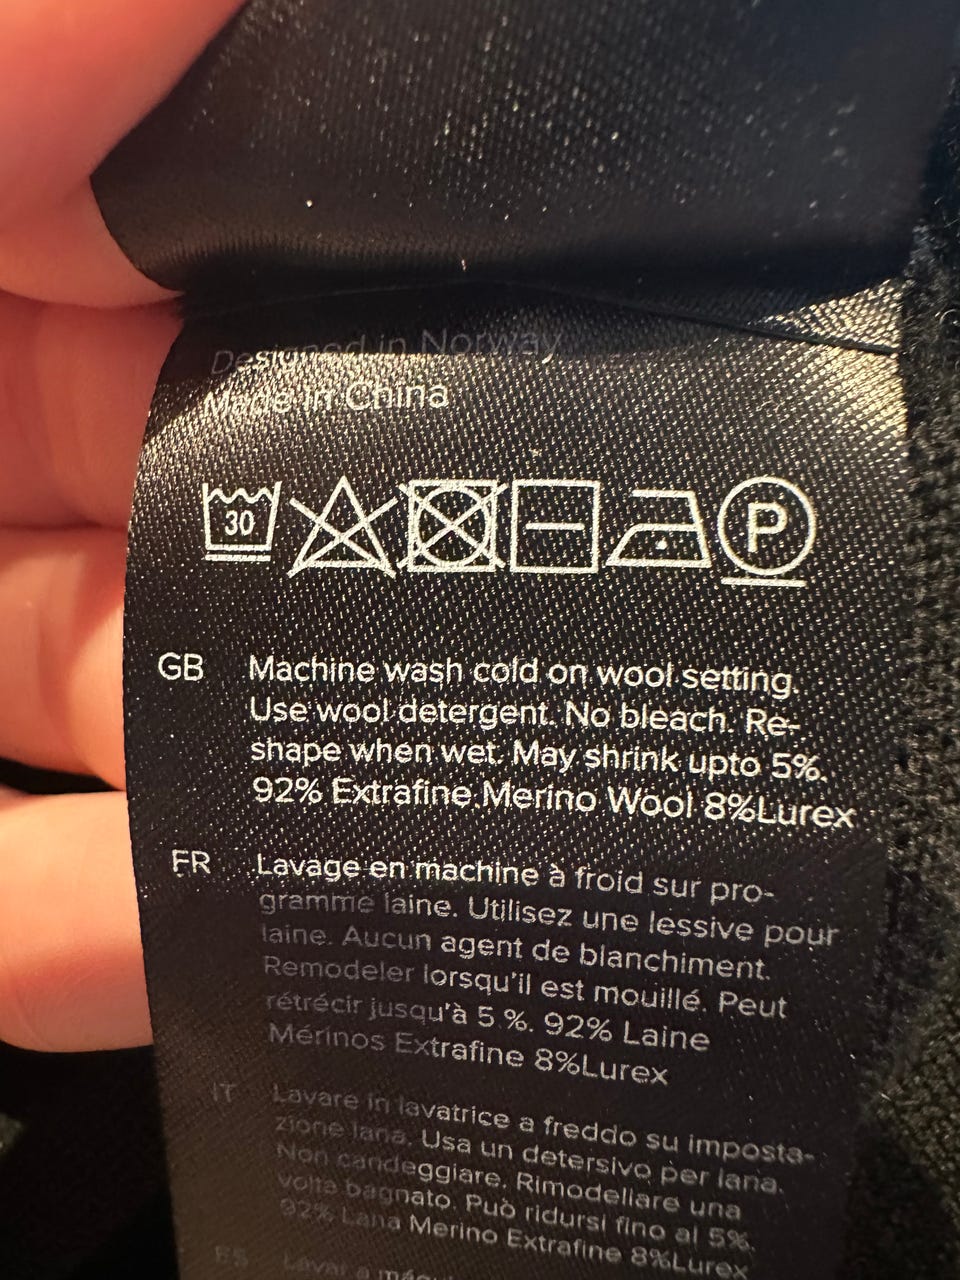 Designed in Norway
Made in China
30
P
GB Machine wash cold on wool setting.
Use wool detergent. No bleach. Re-
shape when wet. May shrink upto 5%.
92% Extrafine Merino Wool 8%Lurex
FR Lavage en machine à froid sur pro-
gramme laine. Utilisez une lessive pour
laine. Aucun agent de blanchiment.
Remodeler lorsqu'il est mouillé. Peut
rétrécir jusqu'à 5 %. 92% Laine
Mérinos Extrafine 8%Lurex
IT Lavare in lavatrice a freddo su imposta-
zione lana. Usa un detersivo per lana.
Non candeggiare. Rimodellare una
volta bagnato. Può ridursi fino al 5%.
92% Lana Merino Extrafine 8%Lurex
ES Lavar a